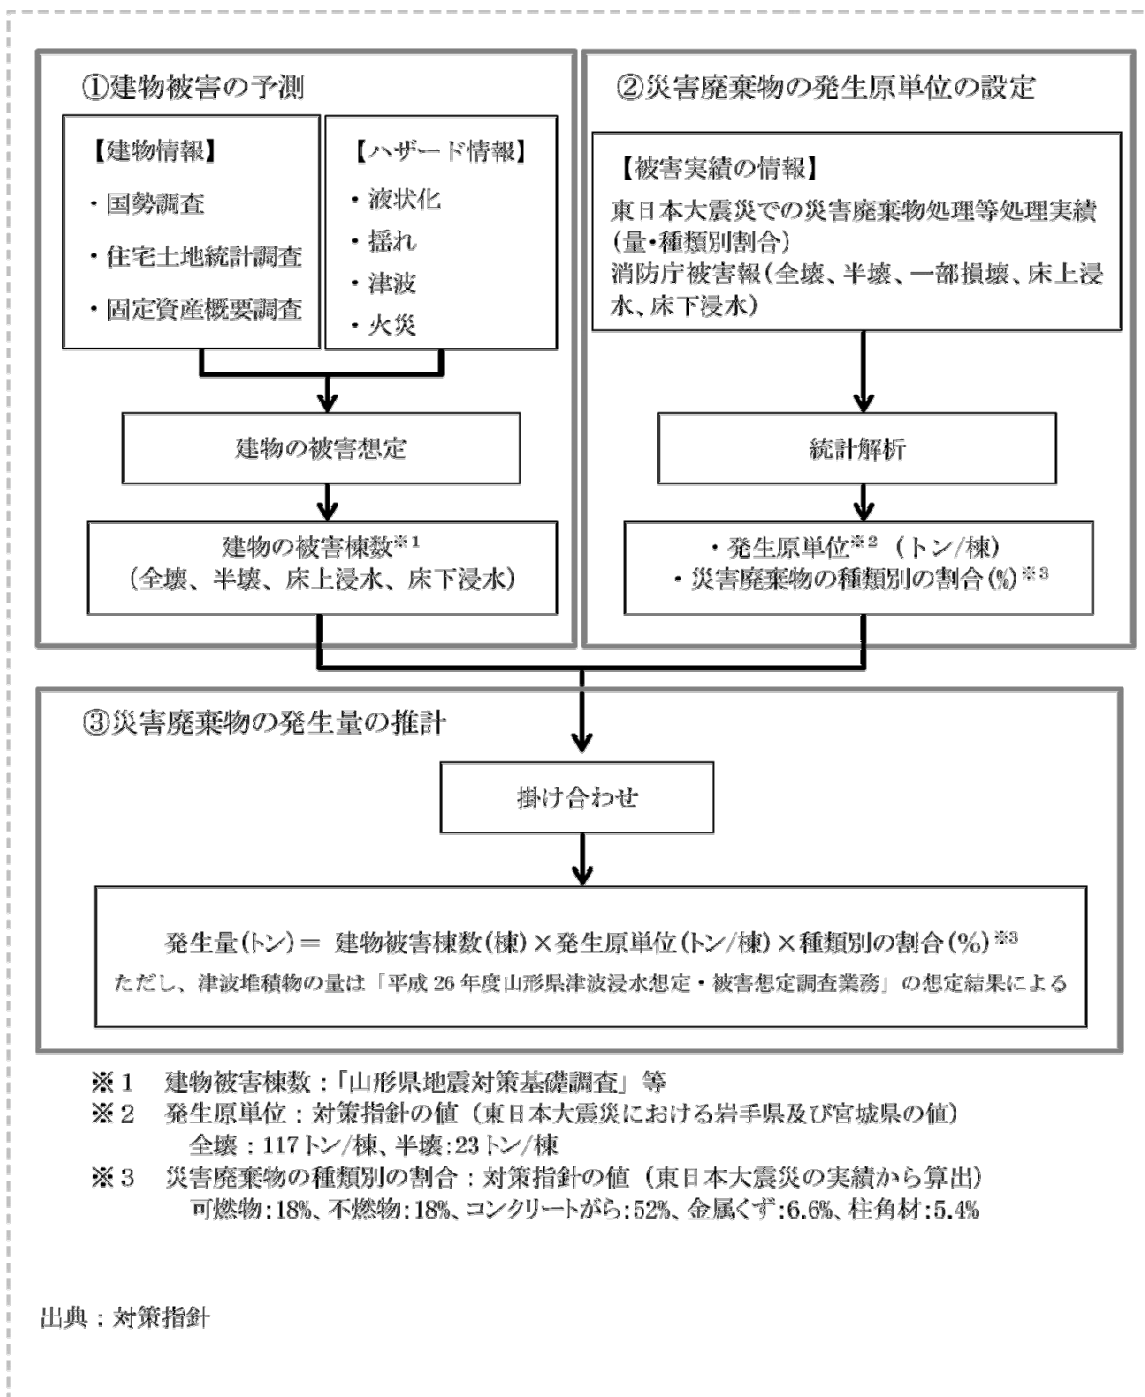 ①建物被害の予測
【建物情報】
・国勢調査
・住宅土地統計調査
・固定資産概要調査
【ハザード情報】
・液状化
・揺れ
・津波
・火災
建物の被害想定
建物の被害棟数※1
(全壊、半壊、床上浸水、床下浸水)
②災害廃棄物の発生原単位の設定
【被害実績の情報】
東日本大震災での災害廃棄物処理等処理実績
(量・種類別割合)
消防庁被害報(全壊、半壊、一部損壊、床上浸
水、床下浸水)
統計解析
・発生原単位※2 (トン/棟)
・災害廃棄物の種類別の割合(%)※3
③災害廃棄物の発生量の推計
掛け合わせ
発生量(トン)= 建物被害棟数(棟)×発生原単位(トン/棟)×種類別の割合(%)※3
ただし、津波堆積物の量は「平成 26 年度山形県津波浸水想定・被害想定調査業務」の想定結果による
※1 建物被害棟数:「山形県地震対策基礎調査」等
※2 発生原単位:対策指針の値(東日本大震災における岩手県及び宮城県の値)
全壊:117トン/棟、半壊:23トン/棟
※3 災害廃棄物の種類別の割合:対策指針の値(東日本大震災の実績から算出)
可燃物:18%、不燃物:18%、コンクリートがら:52%、金属くず:6.6%、柱角材:5.4%
出典:対策指針